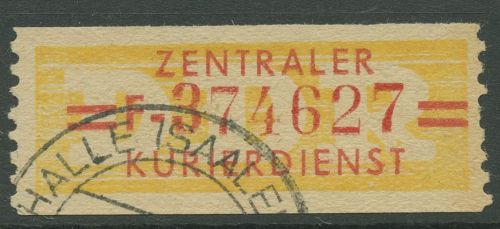 ZENTRALER
= F 374627 =
KURIERDIENST
HALLE (SAALE)